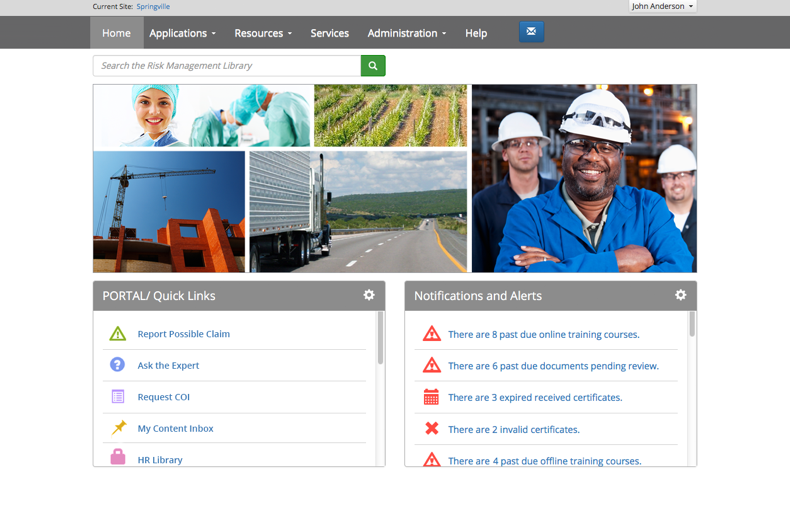 Current Site: Springville
John Anderson
Home Applications Resources Services Administration Help
Search the Risk Management Library
PORTAL/ Quick Links
Report Possible Claim
Ask the Expert
Request COI
My Content Inbox
HR Library
Notifications and Alerts
There are 8 past due online training courses.
There are 6 past due documents pending review.
There are 3 expired received certificates.
There are 2 invalid certificates.
There are 4 past due offline training courses.